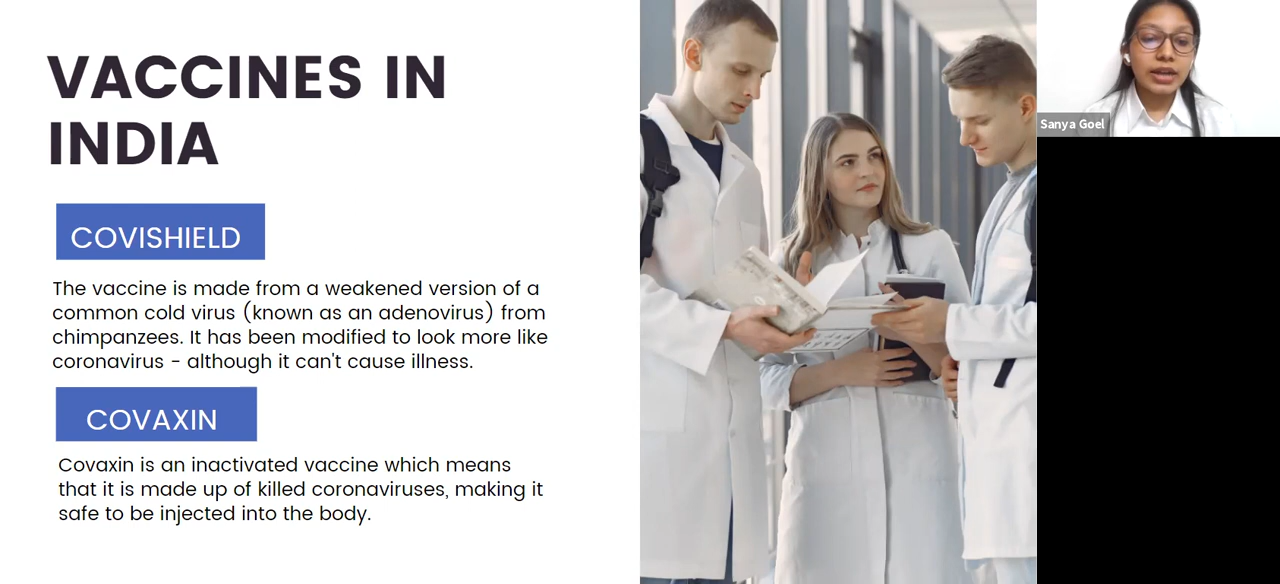 VACCINES IN
INDIA
COVISHIELD
The vaccine is made from a weakened version of a
common cold virus (known as an adenovirus) from
chimpanzees. It has been modified to look more like
coronavirus - although it can't cause illness.
COVAXIN
Covaxin is an inactivated vaccine which means
that it is made up of killed coronaviruses, making it
safe to be injected into the body.
Sanya Goel